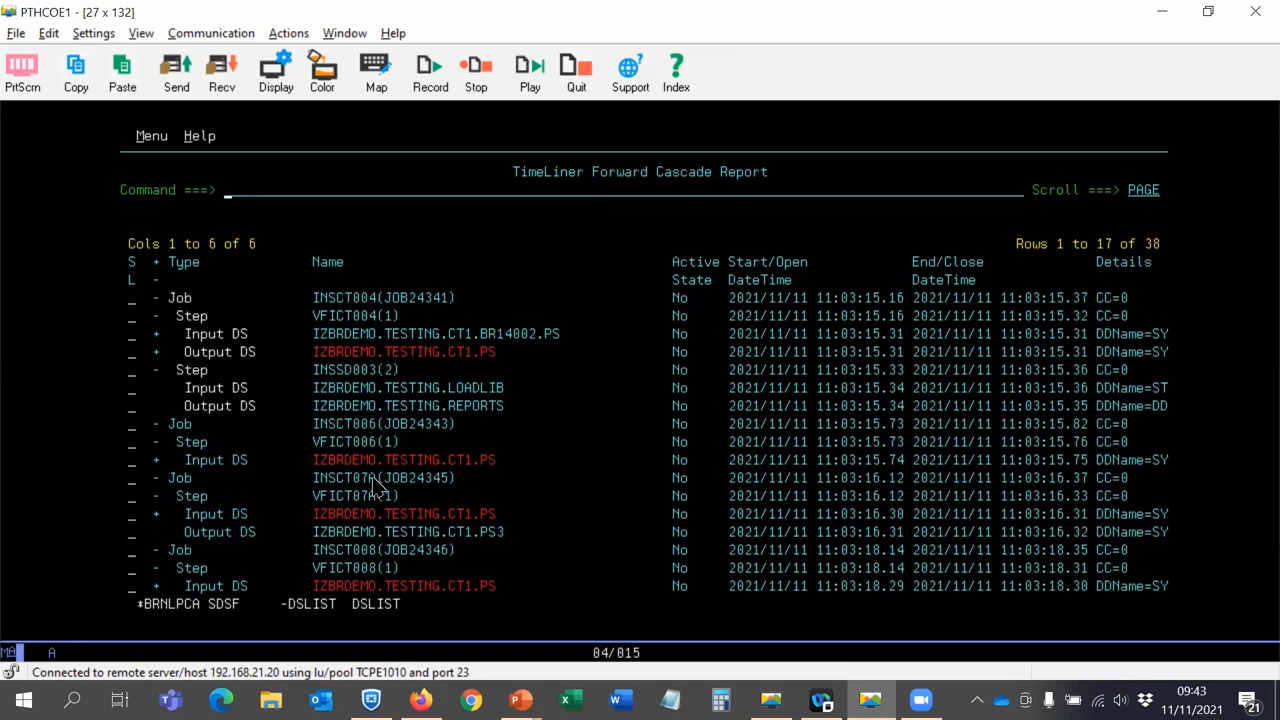 PTHCOE1 - [27 x 132]
File Edit Settings View Communication Actions Window Help
PrtScrn Copy Paste Send Recv Display Color Map Record Stop Play Quit Support Index
Menu Help
TimeLiner Forward Cascade Report
Command ===> Scroll ===> PAGE
Cols 1 to 6 of 6 Rows 1 to 17 of 38
S + Type Name Active Start/Open End/Close Details
L - State DateTime DateTime
_ - Job INSCT004(JOB24341) No 2021/11/11 11:03:15.16 2021/11/11 11:03:15.37 CC=0
_ - Step VFICT004(1) No 2021/11/11 11:03:15.16 2021/11/11 11:03:15.32 CC=0
_ + Input DS IZBRDEMO.TESTING.CT1.BR14002.PS No 2021/11/11 11:03:15.31 2021/11/11 11:03:15.31 DDName=SY
_ + Output DS IZBRDEMO.TESTING.CT1.PS No 2021/11/11 11:03:15.31 2021/11/11 11:03:15.31 DDName=SY
_ - Step INSSD003(2) No 2021/11/11 11:03:15.33 2021/11/11 11:03:15.36 CC=0
_ Input DS IZBRDEMO.TESTING.LOADLIB No 2021/11/11 11:03:15.34 2021/11/11 11:03:15.36 DDName=ST
_ Output DS IZBRDEMO.TESTING.REPORTS No 2021/11/11 11:03:15.34 2021/11/11 11:03:15.35 DDName=DD
_ - Job INSCT006(JOB24343) No 2021/11/11 11:03:15.73 2021/11/11 11:03:15.82 CC=0
_ - Step VFICT006(1) No 2021/11/11 11:03:15.73 2021/11/11 11:03:15.76 CC=0
_ Input DS IZBRDEMO.TESTING.CT1.PS No 2021/11/11 11:03:15.74 2021/11/11 11:03:15.75 DDName=SY
_ - Job (JOB24345) No 2021/11/11 11:03:16.12 2021/11/11 11:03:16.37 CC=0
_ - Step No 2021/11/11 11:03:16.12 2021/11/11 11:03:16.33 CC=0
_ + Input DS IZBRDEMO.TESTING.CT1.PS No 2021/11/11 11:03:16.30 2021/11/11 11:03:16.31 DDName=SY
_ Output DS IZBRDEMO.TESTING.CT1.PS3 No 2021/11/11 11:03:16.31 2021/11/11 11:03:16.31 DDName=SY
_ - Job INSCT008(JOB24346) No 2021/11/11 11:03:18.14 2021/11/11 11:03:18.35 CC=0
_ - Step VFICT008(1) No 2021/11/11 11:03:18.14 2021/11/11 11:03:18.31 CC=0
_ + Input DS IZBRDEMO.TESTING.CT1.PS No 2021/11/11 11:03:18.29 2021/11/11 11:03:18.30 DDName=SY
*BRNLPCA SDSF -DSLIST DSLIST
MA A 04/015
Connected to remote server/host 192.168.21.20 using lu/pool TCPE1010 and port 23
09:43
11/11/2021
21